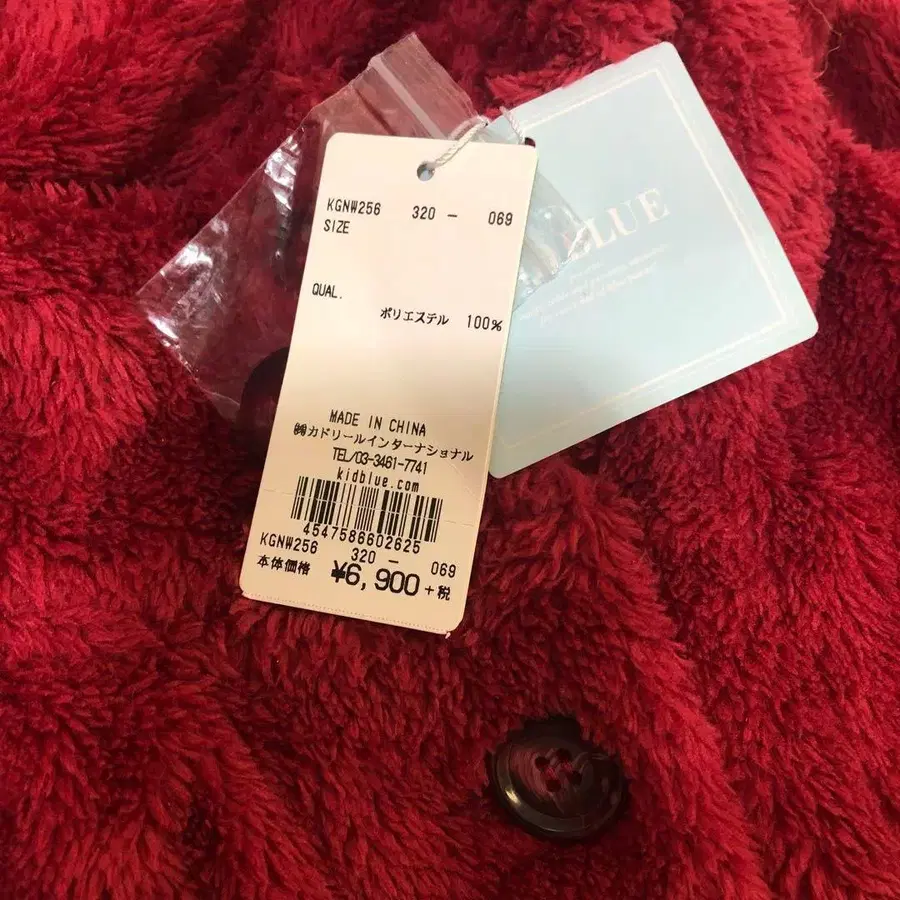 KGNW256 320 - 069
SIZE
QUAL.
ポリエステル 100%
MADE IN CHINA
㈱カドリールインターナショナル
TEL/03-3461-7741
kidblue.com
4547586602625
KGNW256 320 - 069
本体価格 ¥6,900 +税
BLUE